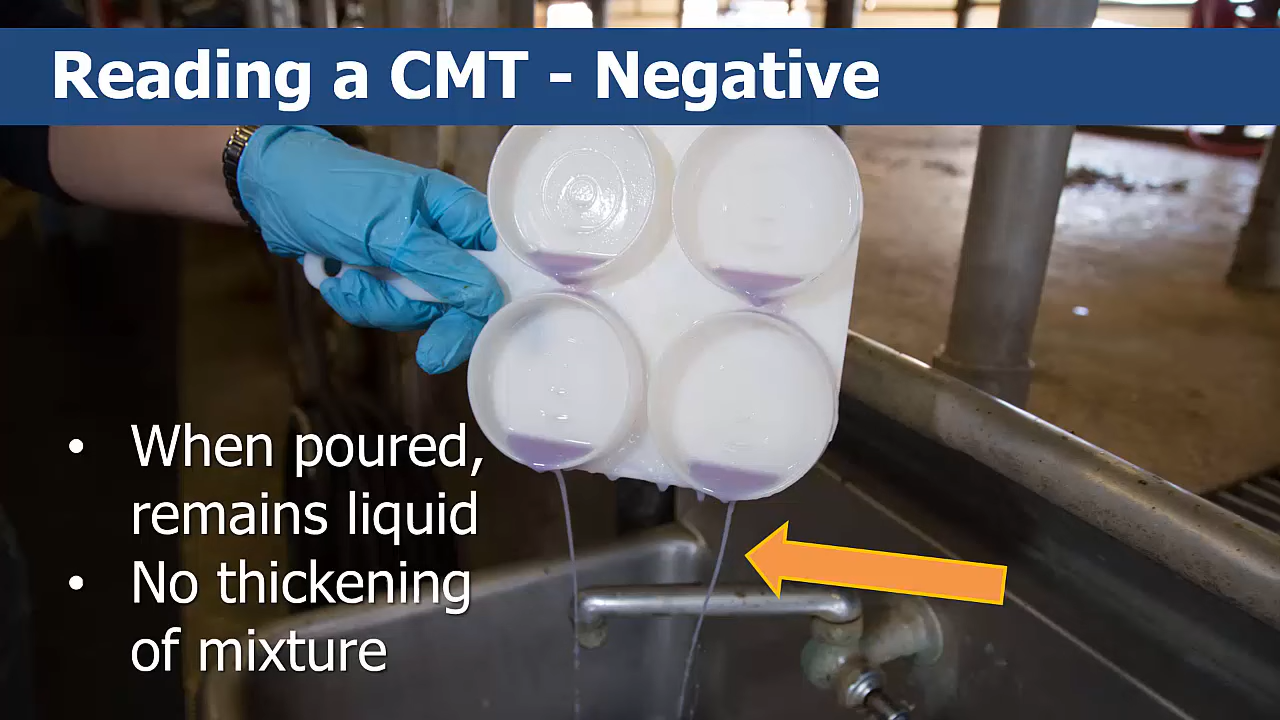 Reading a CMT - Negative
• When poured,
remains liquid
• No thickening
of mixture